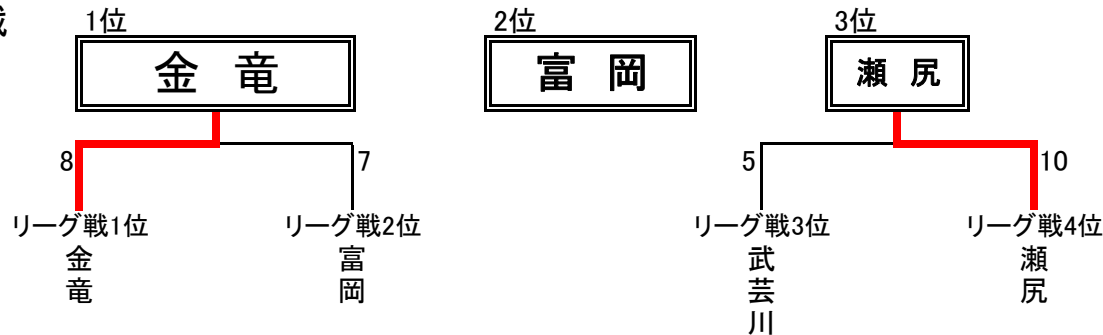 戦
1位
2位
3位
金 竜
富 岡
瀬 尻
8
7
5
10
リーグ戦1位
リーグ戦2位
リーグ戦3位
リーグ戦4位
金竜
富岡
武芸川
瀬尻